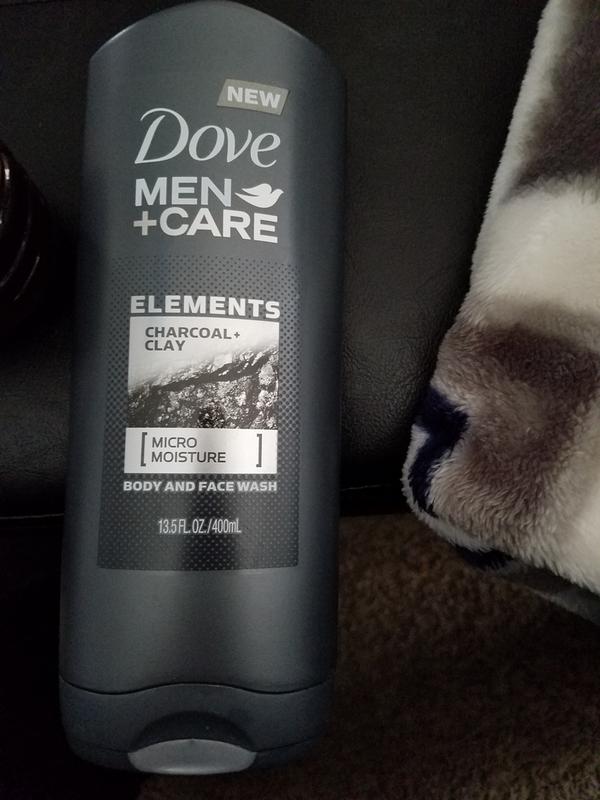 NEW
Dove
MEN
+CARE
ELEMENTS
CHARCOAL+
CLAY
[MICRO
MOISTURE]
BODY AND FACE WASH
13.5 FL. OZ./400mL